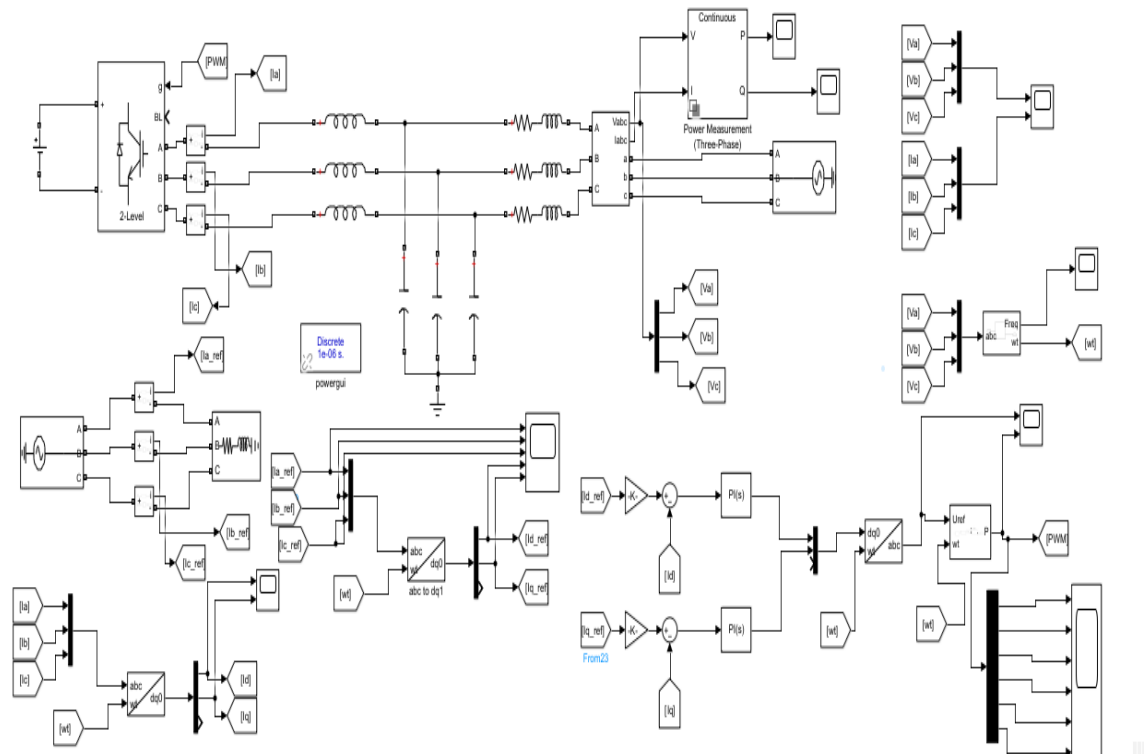 Continuous
V
P
I
Q
Power Measurement
(Three-Phase)
[PWM]
[Ia]
g
BL
+
A
B
C
-
2-Level
[Ib]
[Ic]
Vabc
Iabc
A
B
C
a
b
c
A
B
C
[Va]
[Vb]
[Vc]
[Va]
[Vb]
[Vc]
[Ia]
[Ib]
[Ic]
[Va]
[Vb]
[Vc]
abc
Freq
wt
[wt]
Discrete
1e-06 s.
powergui
[Ia_ref]
A
B
C
A
B
C
[Ib_ref]
[Ic_ref]
[Ia_ref]
[Ib_ref]
[Ic_ref]
[wt]
abc
wt
dq0
abc to dq1
[Id_ref]
[Iq_ref]
[Ia]
[Ib]
[Ic]
[wt]
abc
wt
dq0
[Id]
[Iq]
[Id_ref]
-K-
PI(s)
[Id]
[Iq_ref]
From23
-K-
PI(s)
[Iq]
dq0
wt
abc
[wt]
Uref
wt
P
[PWM]
[wt]